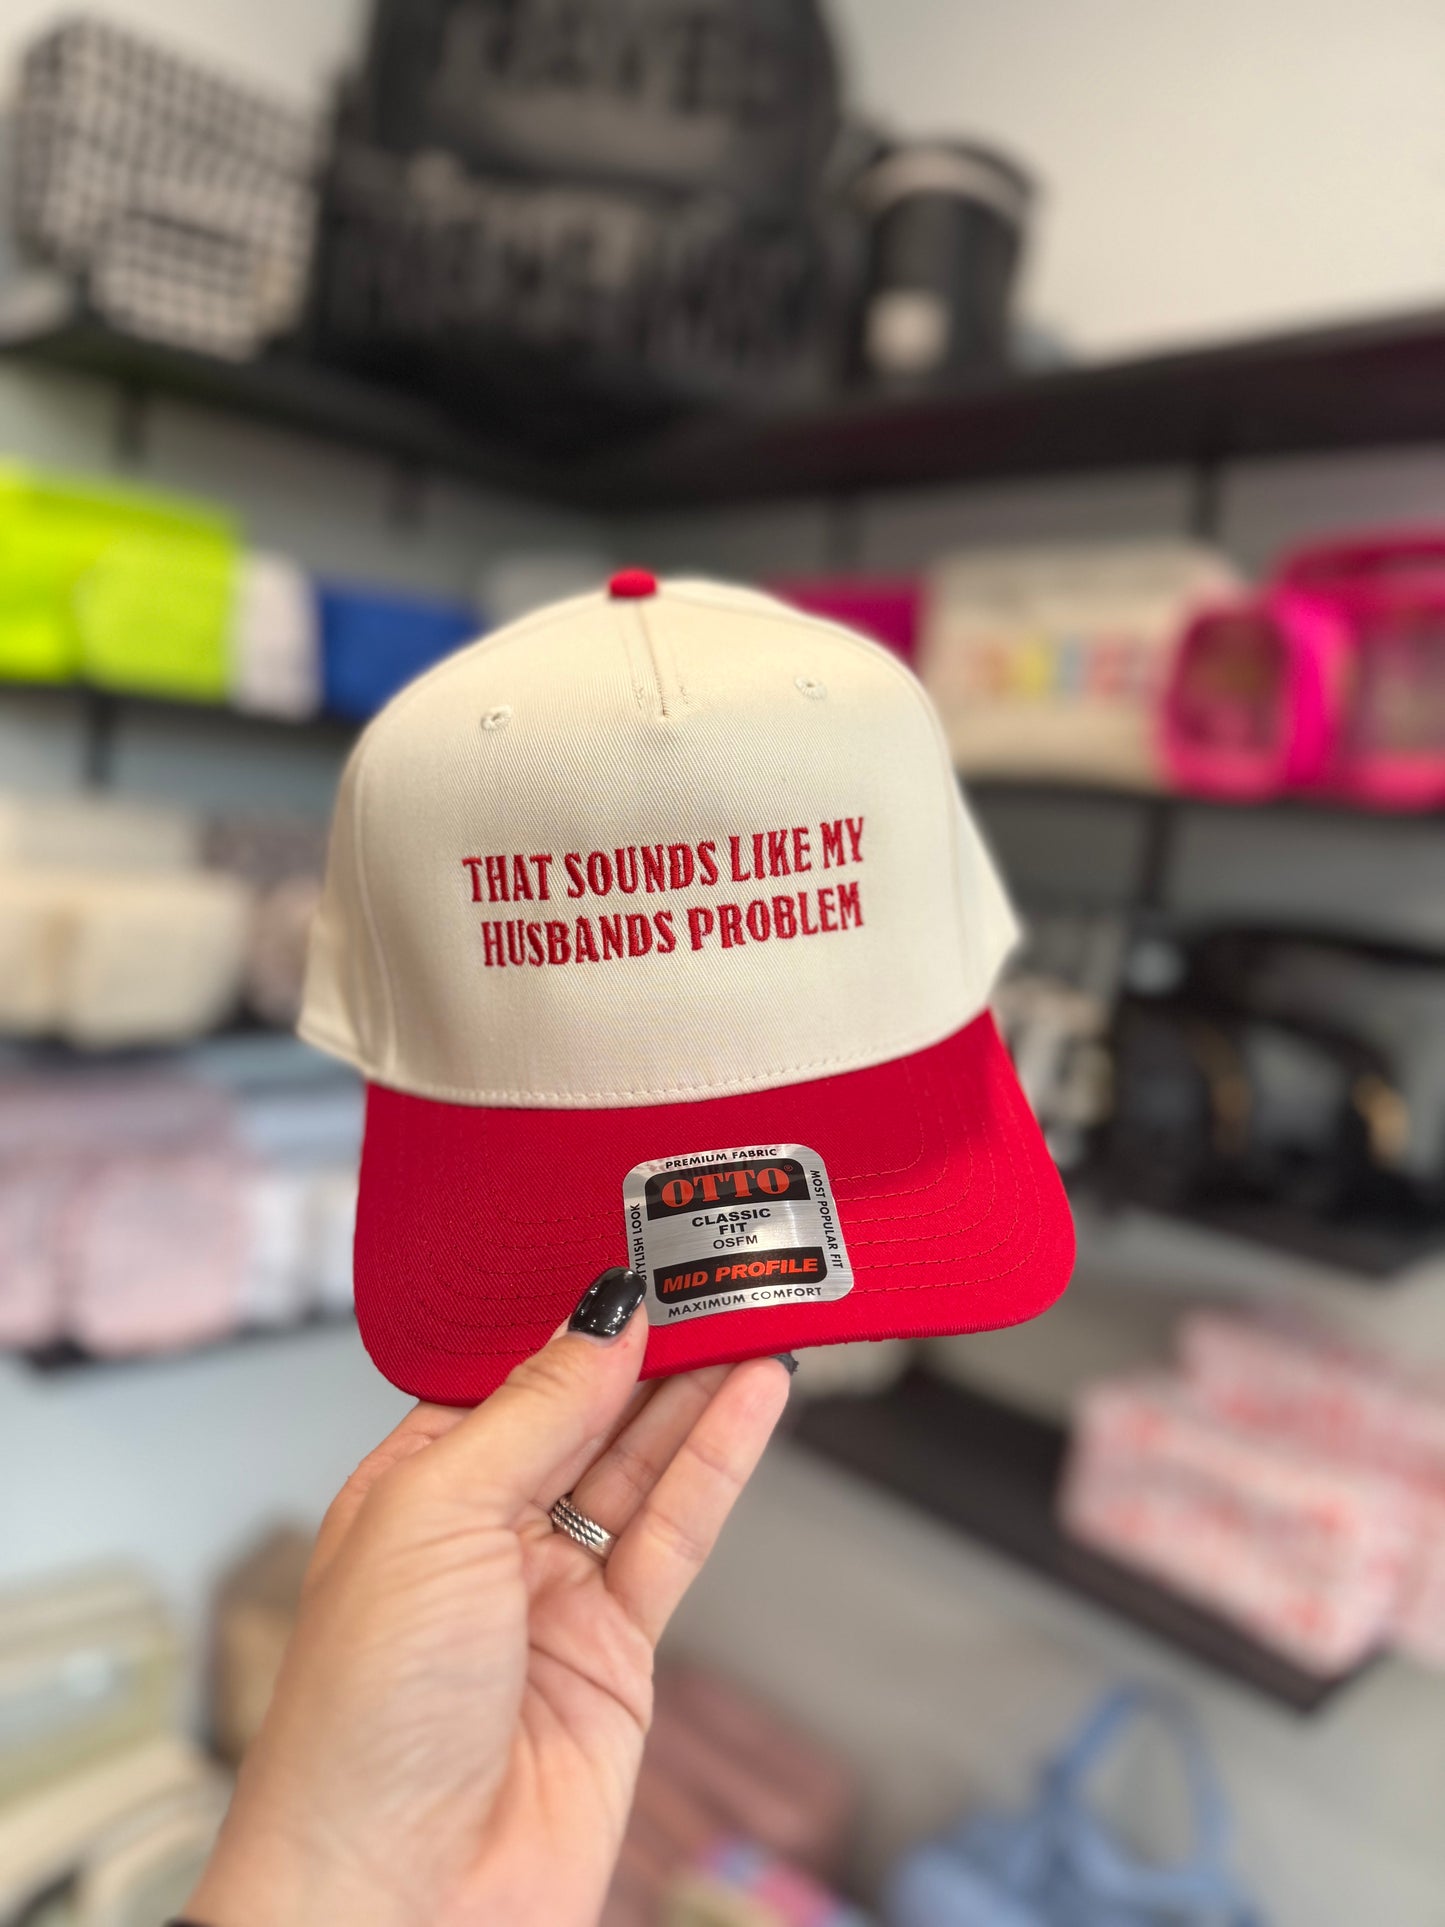 THAT SOUNDS LIKE MY
HUSBANDS PROBLEM
PREMIUM FABRIC
OTTO®
CLASSIC
FIT
OSFM
MID PROFILE
MAXIMUM COMFORT
STYLISH LOOK
MOST POPULAR FIT